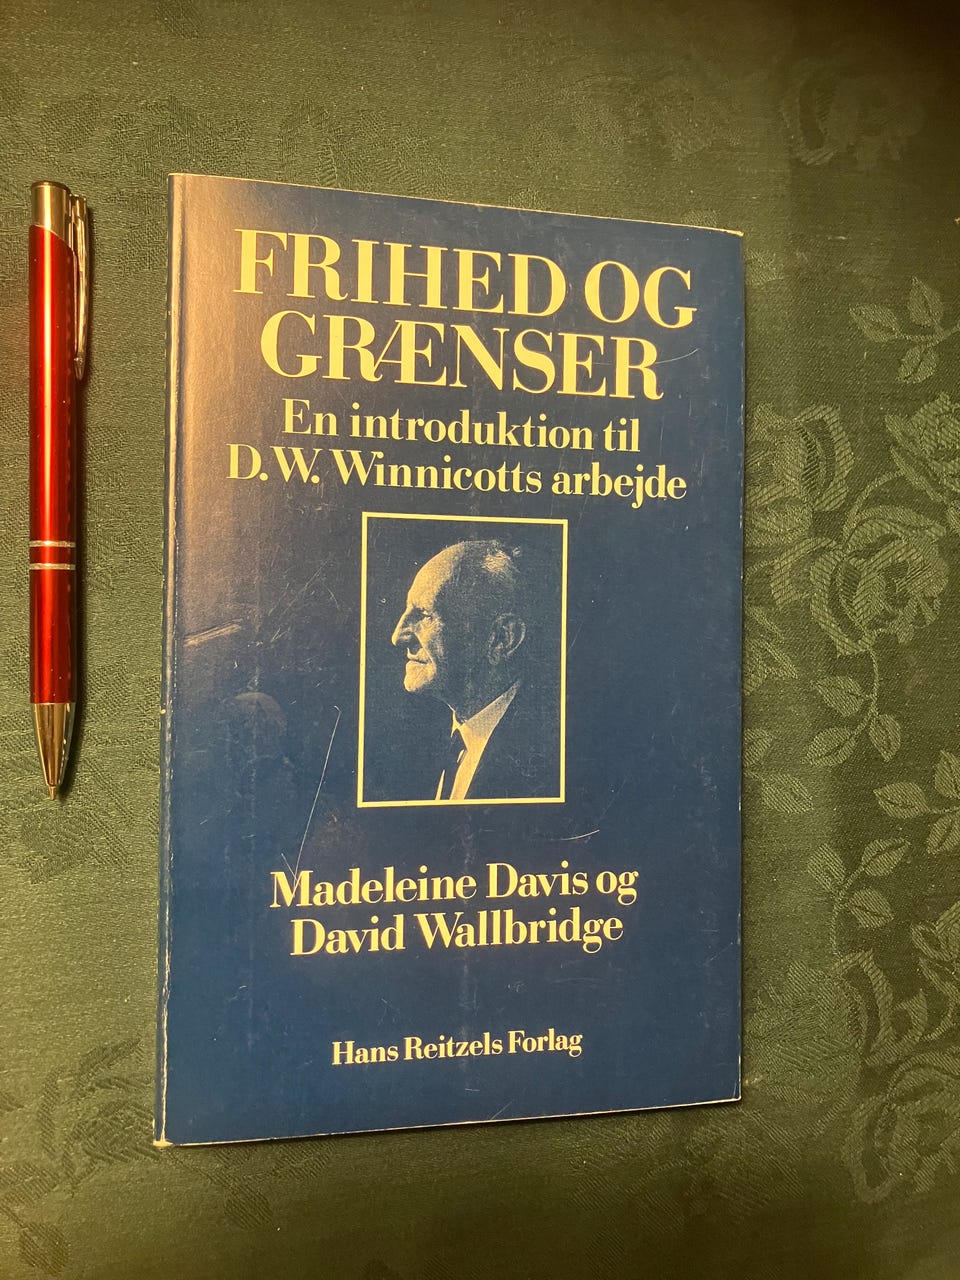 FRIHED OG
GRÆNSER
En introduktion til
D.W. Winnicotts arbejde
Madeleine Davis og
David Wallbridge
Hans Reitzels Forlag